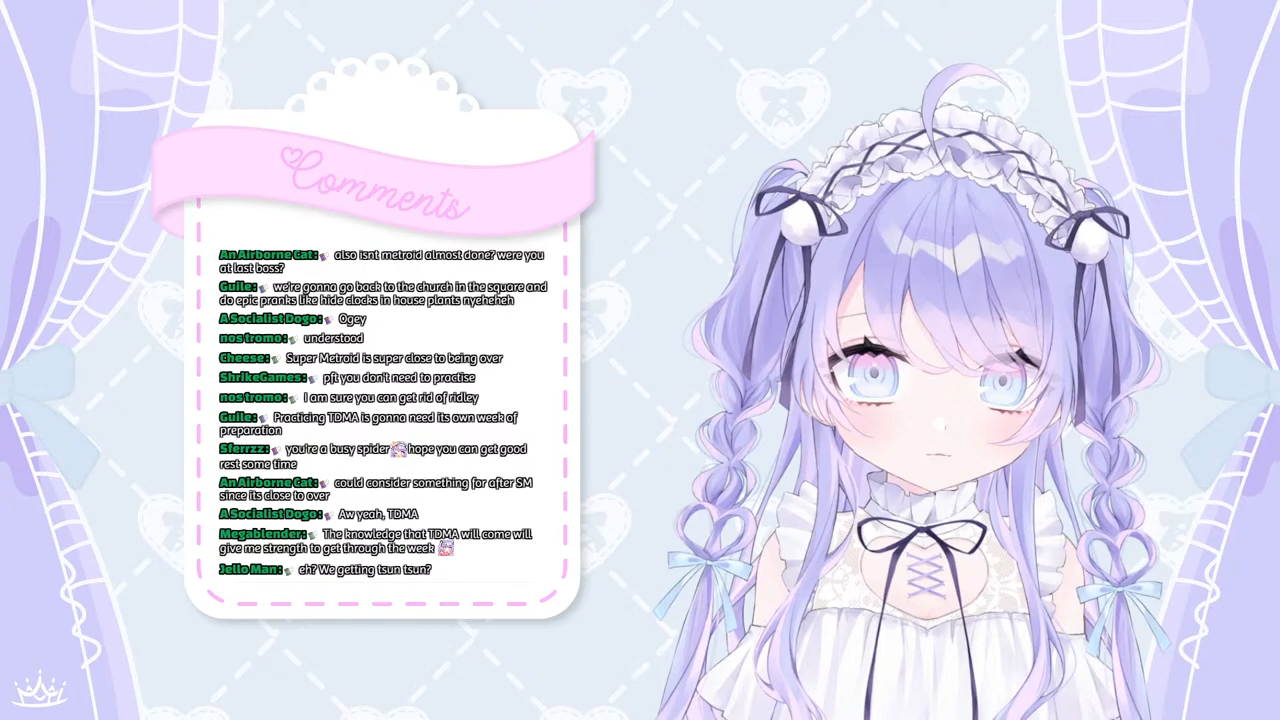 Comments
An Airborne Cat: also isnt metroid almost done? were you
at last boss?
Guile: we're gonna go back to the church in the square and
do epic pranks like hide clocks in house plants nyeheheh
A Socialist Dogo: Ogey
nos tromo: understood
Cheese: Super Metroid is super close to being over
ShrikeGames: pft you don't need to practise
nos tromo: I am sure you can get rid of ridley
Guile: Practicing TDMA is gonna need its own week of
preparation
Sferrzz: you're a busy spider hope you can get good
rest some time
An Airborne Cat: could consider something for after SM
since its close to over
A Socialist Dogo: Aw yeah, TDMA
Megablender: The knowledge that TDMA will come will
give me strength to get through the week
Jello Man: eh? We getting tsun tsun?